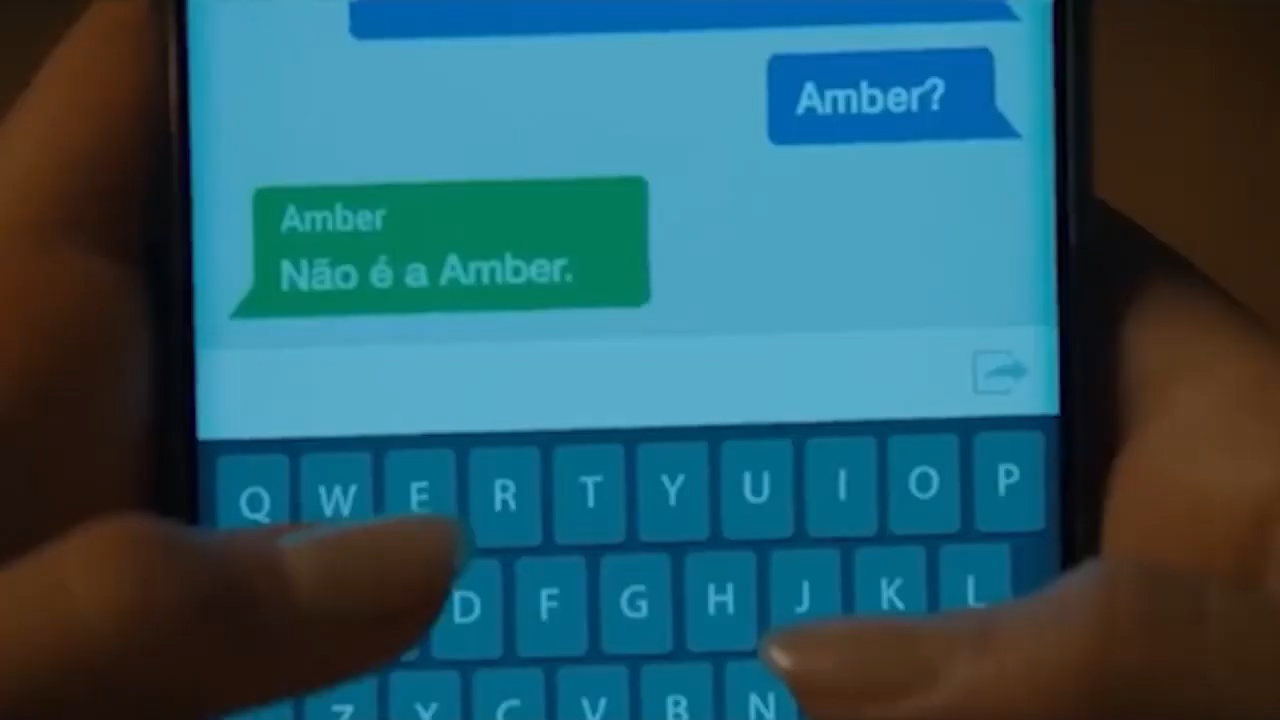 Amber?
Amber
Não é a Amber.
Q W E R T Y U I O P
D F G H J K L
Z X C V B N